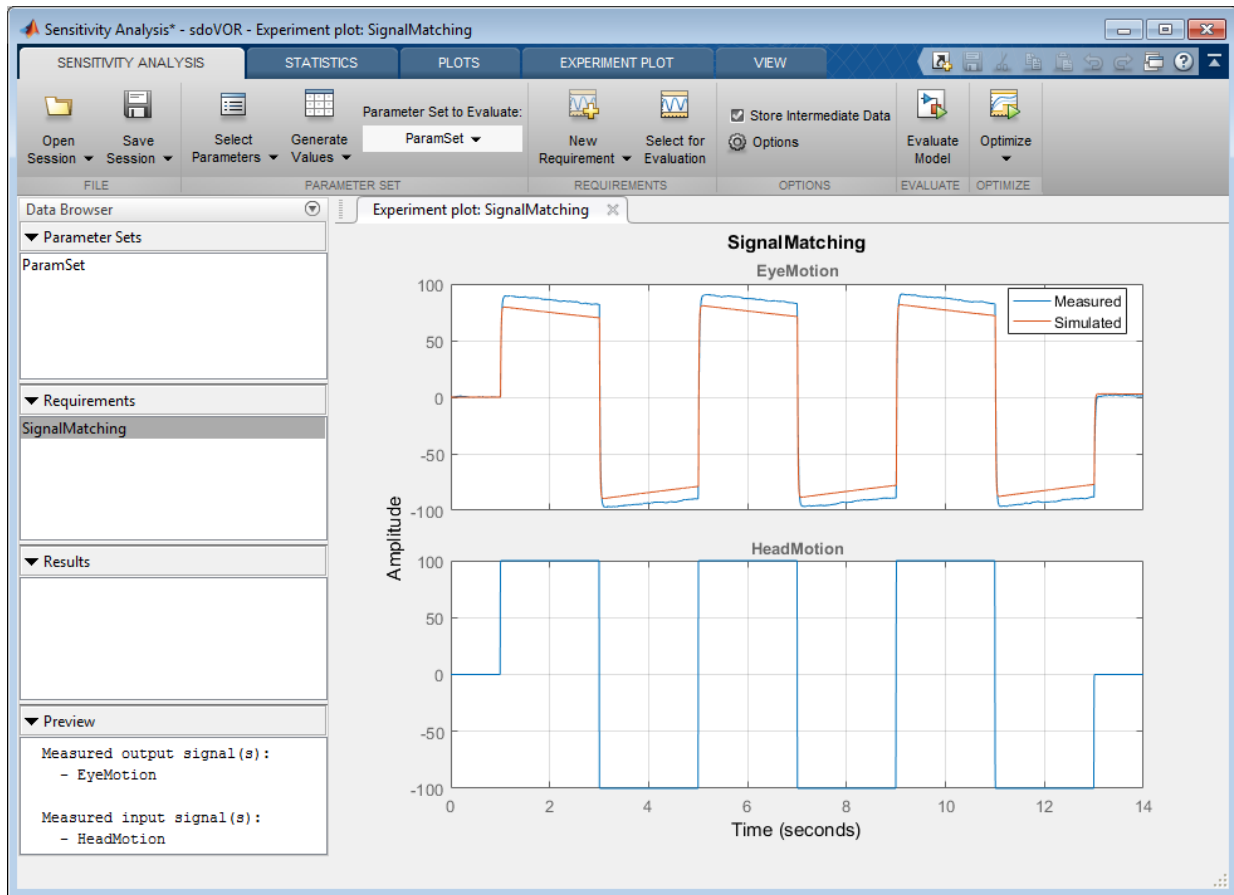 Sensitivity Analysis* - sdoVOR - Experiment plot: SignalMatching
SENSITIVITY ANALYSIS STATISTICS PLOTS EXPERIMENT PLOT VIEW
Open Session
Save Session
Select Parameters
Generate Values
Parameter Set to Evaluate:
ParamSet
New Requirement
Select for Evaluation
Store Intermediate Data
Options
Evaluate Model
Optimize
FILE PARAMETER SET REQUIREMENTS OPTIONS EVALUATE OPTIMIZE
Data Browser
Parameter Sets
ParamSet
Requirements
SignalMatching
Results
Preview
Measured output signal(s):
- EyeMotion
Measured input signal(s):
- HeadMotion
Experiment plot: SignalMatching
SignalMatching
EyeMotion
Measured
Simulated
100
50
0
-50
-100
Amplitude
HeadMotion
100
50
0
-50
-100
0 2 4 6 8 10 12 14
Time (seconds)